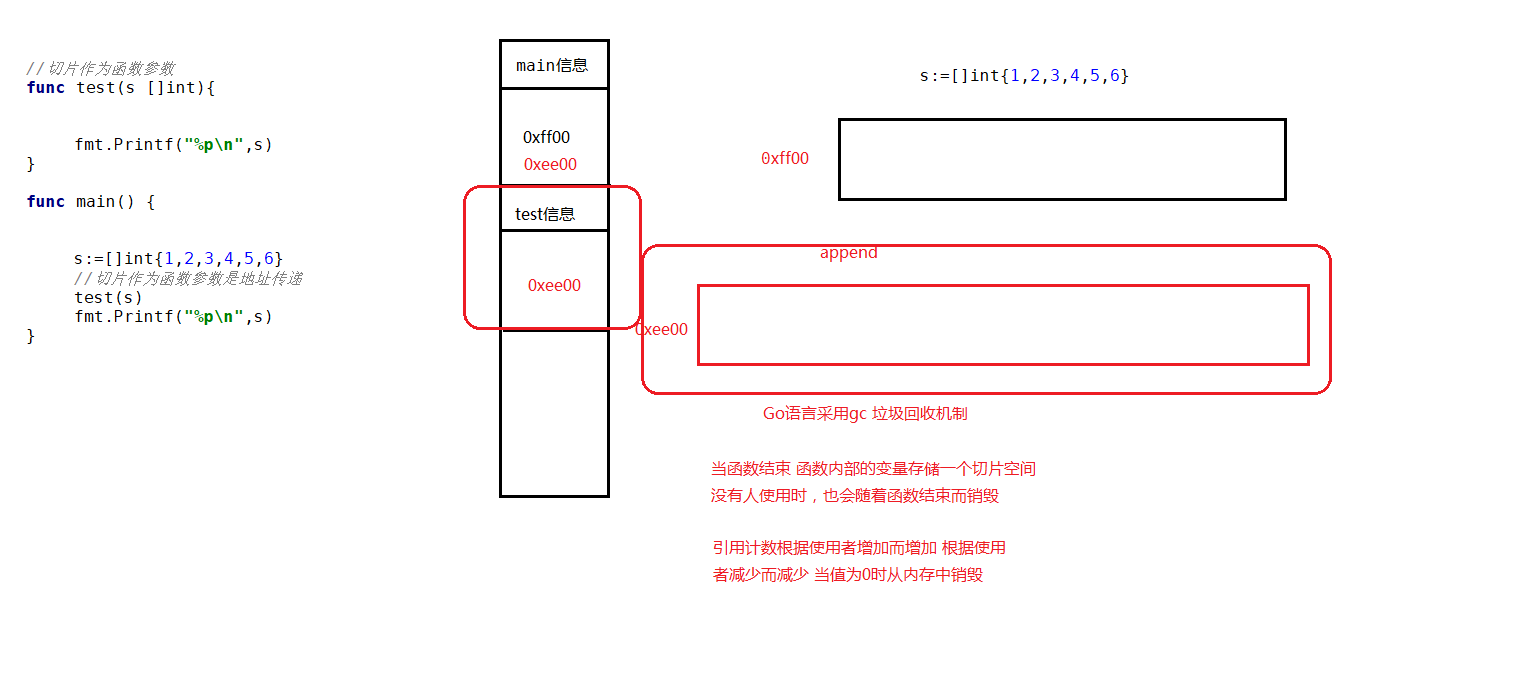 //切片作为函数参数
func test(s []int){
fmt.Printf("%p\n",s)
}
func main() {
s:=[]int{1,2,3,4,5,6}
//切片作为函数参数是地址传递
test(s)
fmt.Printf("%p\n",s)
}
main信息
0xff00
0xee00
test信息
0xee00
s:=[]int{1,2,3,4,5,6}
0xff00
append
0xee00
Go语言采用gc 垃圾回收机制
当函数结束 函数内部的变量存储一个切片空间
没有人使用时，也会随着函数结束而销毁
引用计数根据使用者增加而增加 根据使用
者减少而减少 当值为0时从内存中销毁